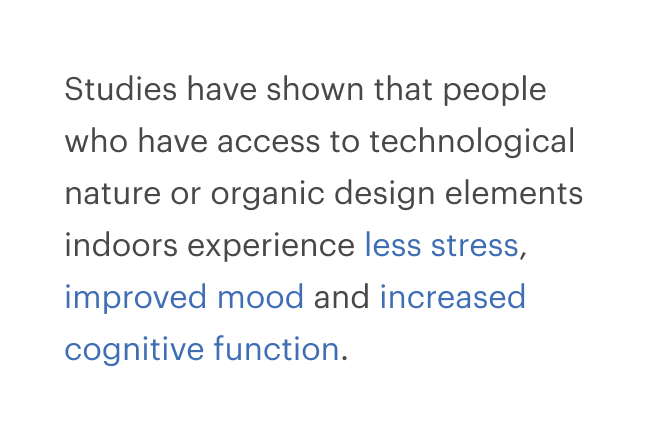 Studies have shown that people
who have access to technological
nature or organic design elements
indoors experience less stress,
improved mood and increased
cognitive function.